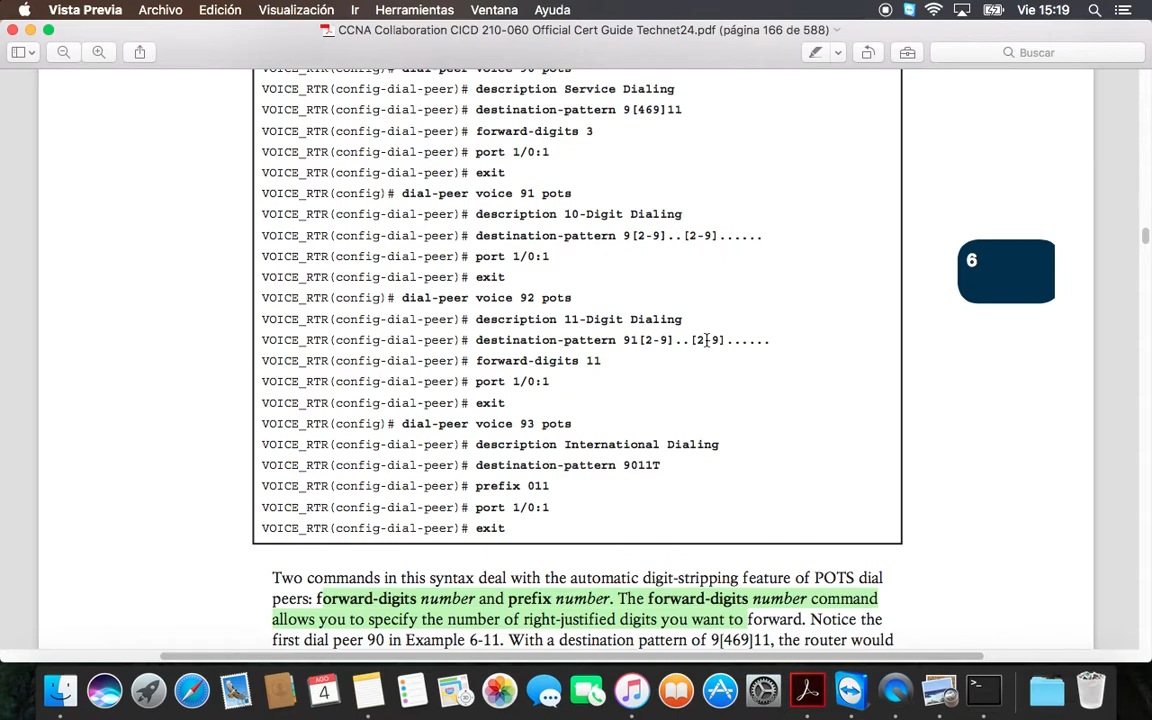 Vista Previa Archivo Edición Visualización Ir Herramientas Ventana Ayuda Vie 15:19
CCNA Collaboration CICD 210-060 Official Cert Guide Technet24.pdf (página 166 de 588)
Buscar
VOICE_RTR(config)# dial-peer voice 90 pots
VOICE_RTR(config-dial-peer)# description Service Dialing
VOICE_RTR(config-dial-peer)# destination-pattern 9[469]11
VOICE_RTR(config-dial-peer)# forward-digits 3
VOICE_RTR(config-dial-peer)# port 1/0:1
VOICE_RTR(config-dial-peer)# exit
VOICE_RTR(config)# dial-peer voice 91 pots
VOICE_RTR(config-dial-peer)# description 10-Digit Dialing
VOICE_RTR(config-dial-peer)# destination-pattern 9[2-9]..[2-9]......
VOICE_RTR(config-dial-peer)# port 1/0:1
VOICE_RTR(config-dial-peer)# exit
VOICE_RTR(config)# dial-peer voice 92 pots
VOICE_RTR(config-dial-peer)# description 11-Digit Dialing
VOICE_RTR(config-dial-peer)# destination-pattern 91[2-9]..[2-9]......
VOICE_RTR(config-dial-peer)# forward-digits 11
VOICE_RTR(config-dial-peer)# port 1/0:1
VOICE_RTR(config-dial-peer)# exit
VOICE_RTR(config)# dial-peer voice 93 pots
VOICE_RTR(config-dial-peer)# description International Dialing
VOICE_RTR(config-dial-peer)# destination-pattern 9011T
VOICE_RTR(config-dial-peer)# prefix 011
VOICE_RTR(config-dial-peer)# port 1/0:1
VOICE_RTR(config-dial-peer)# exit
6
Two commands in this syntax deal with the automatic digit-stripping feature of POTS dial
peers: forward-digits number and prefix number. The forward-digits number command
allows you to specify the number of right-justified digits you want to forward. Notice the
first dial peer 90 in Example 6-11. With a destination pattern of 9[469]11, the router would
AGO
4